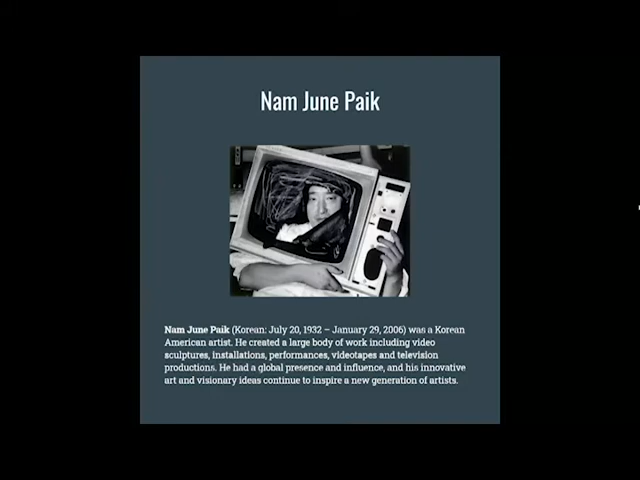 Nam June Paik
Nam June Paik (Korean: July 20, 1932 – January 29, 2006) was a Korean
American artist. He created a large body of work including video
sculptures, installations, performances, videotapes and television
productions. He had a global presence and influence, and his innovative
art and visionary ideas continue to inspire a new generation of artists.